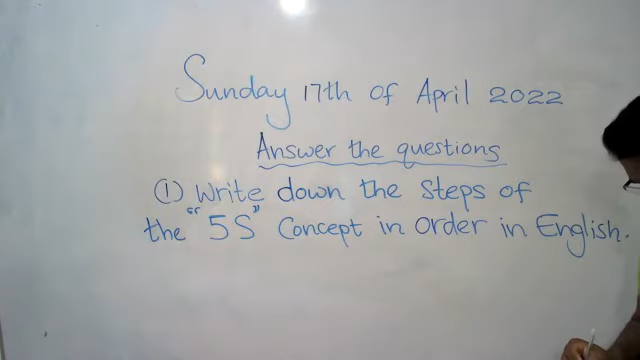 Sunday 17th of April 2022
Answer the questions
① Write down the steps of
the "5S" Concept in order in English.